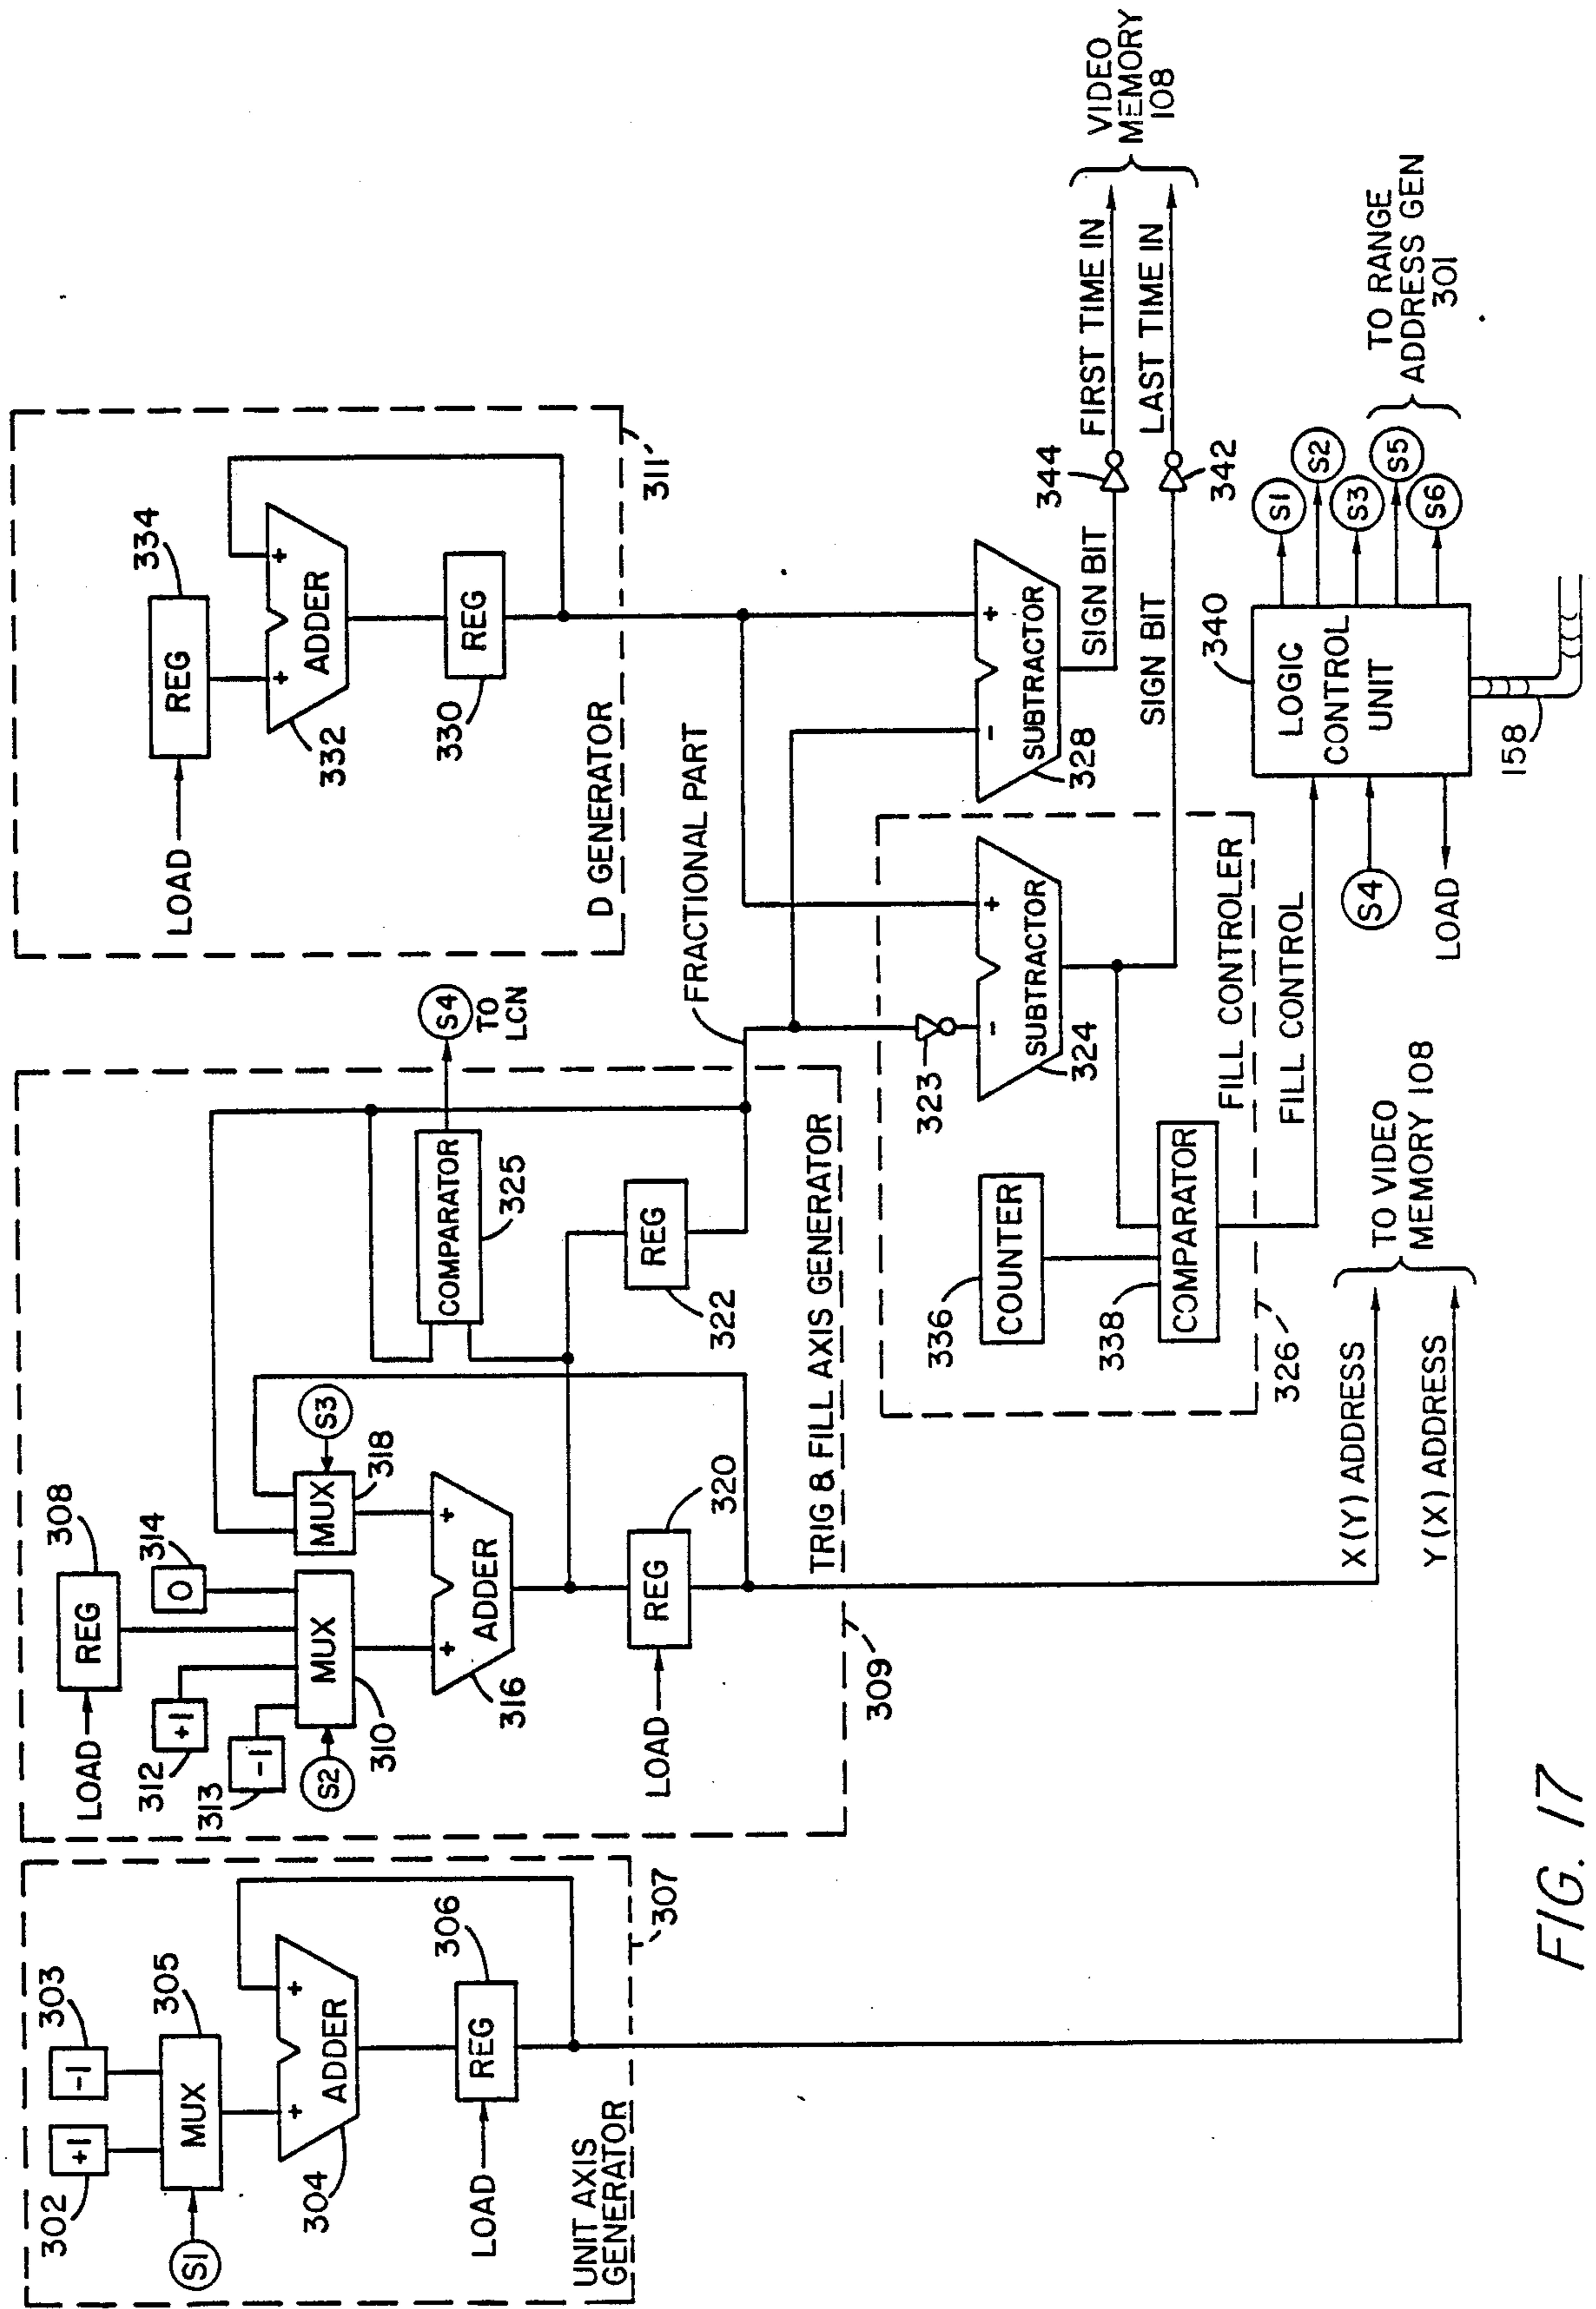 302
+1
-1
303
S1
MUX
305
304
ADDER
+
+
LOAD
REG
306
UNIT AXIS
GENERATOR
307
LOAD
REG
308
312
+1
0
314
313
-1
S2
MUX
310
MUX
318
S3
+
+
ADDER
316
LOAD
REG
320
REG
322
COMPARATOR
325
S4
TO
LCN
TRIG & FILL AXIS GENERATOR
309
LOAD
REG
334
+
+
ADDER
332
REG
330
D GENERATOR
311
FRACTIONAL PART
323
-
+
SUBTRACTOR
324
-
+
SUBTRACTOR
328
336
COUNTER
338
COMPARATOR
FILL CONTROLER
326
SIGN BIT
344
FIRST TIME IN
SIGN BIT
342
LAST TIME IN
VIDEO
MEMORY
108
FILL CONTROL
S4
LOAD
LOGIC
CONTROL
UNIT
340
158
S1
S2
S3
S5
S6
TO RANGE
ADDRESS GEN
301
X(Y) ADDRESS
Y(X) ADDRESS
TO VIDEO
MEMORY 108
FIG. 17